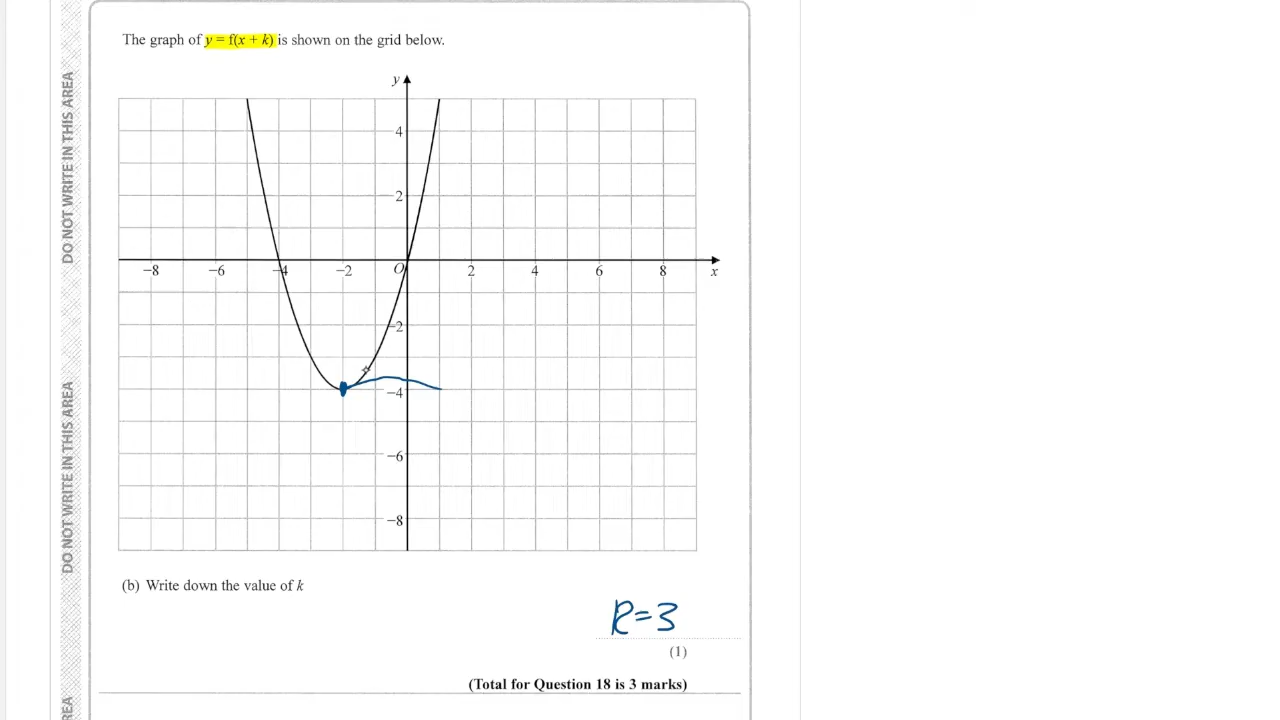 The graph of y = f(x + k) is shown on the grid below.
y
4
2
−8 −6 −4 −2 O 2 4 6 8 x
−2
−4
−6
−8
(b) Write down the value of k
k=3
(1)
(Total for Question 18 is 3 marks)
DO NOT WRITE IN THIS AREA
DO NOT WRITE IN THIS AREA
REA